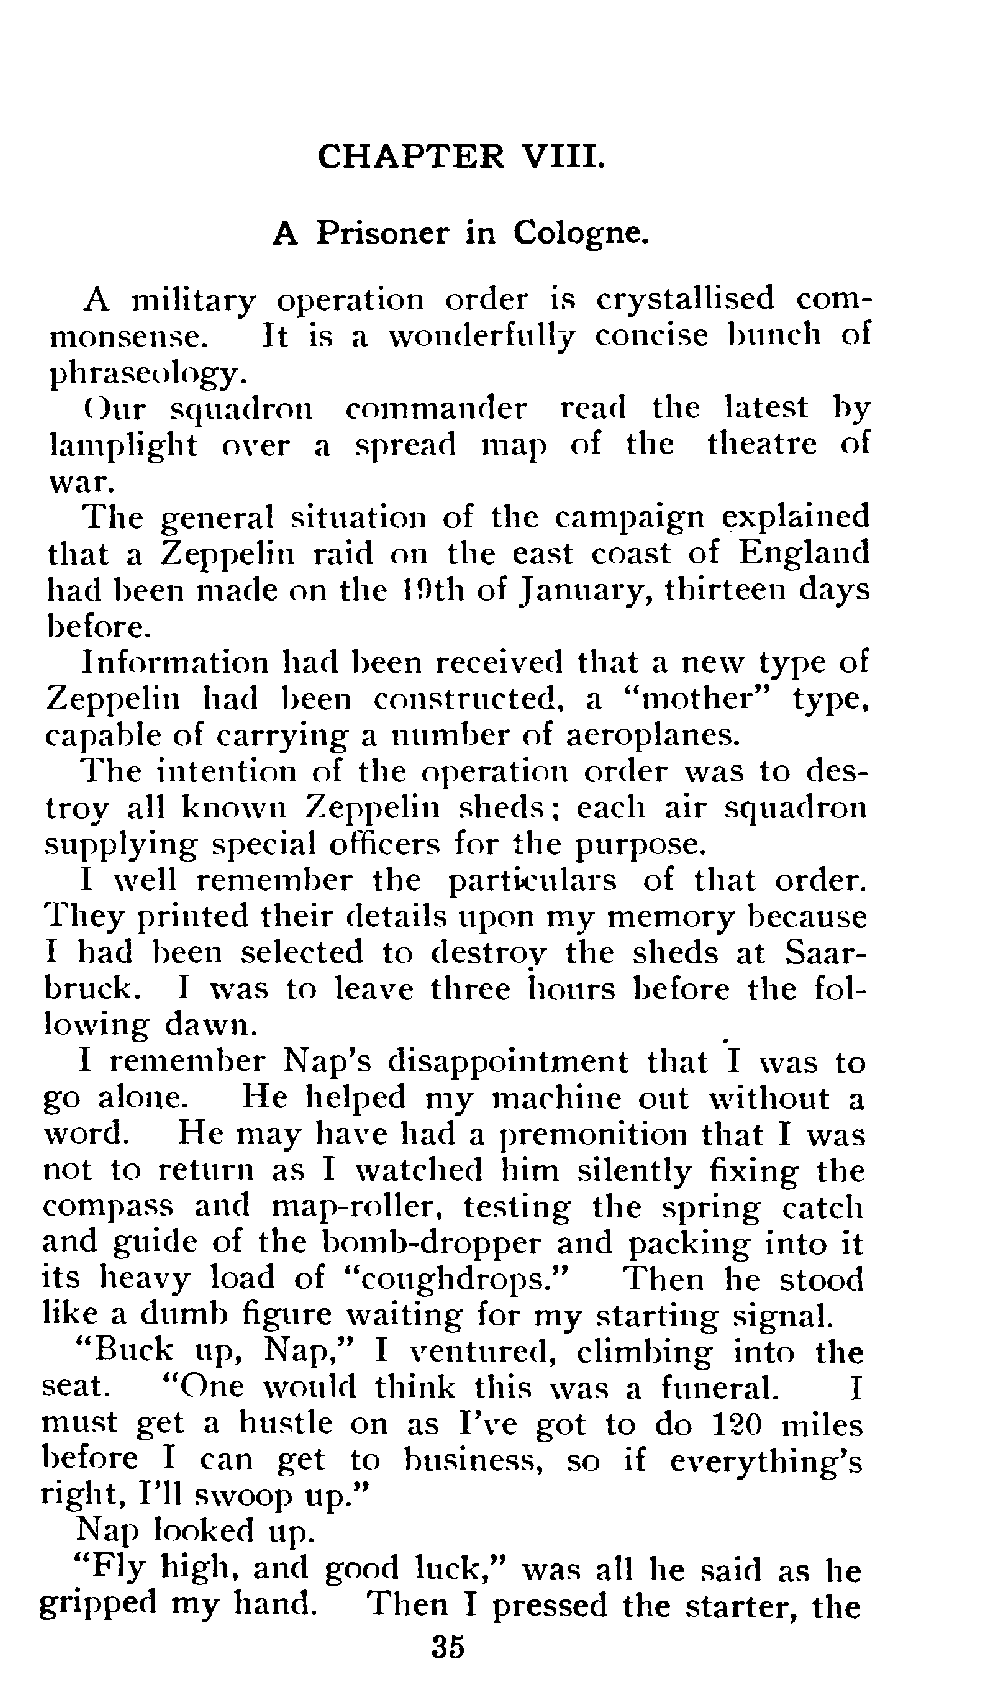 CHAPTER VIII.
A Prisoner in Cologne.
A military operation order is crystallised com-
monsense. It is a wonderfully concise bunch of
phraseology.
Our squadron commander read the latest by
lamplight over a spread map of the theatre of
war.
The general situation of the campaign explained
that a Zeppelin raid on the east coast of England
had been made on the 19th of January, thirteen days
before.
Information had been received that a new type of
Zeppelin had been constructed, a “mother” type,
capable of carrying a number of aeroplanes.
The intention of the operation order was to des-
troy all known Zeppelin sheds; each air squadron
supplying special officers for the purpose.
I well remember the particulars of that order.
They printed their details upon my memory because
I had been selected to destroy the sheds at Saar-
bruck. I was to leave three hours before the fol-
lowing dawn.
I remember Nap's disappointment that I was to
go alone. He helped my machine out without a
word. He may have had a premonition that I was
not to return as I watched him silently fixing the
compass and map-roller, testing the spring catch
and guide of the bomb-dropper and packing into it
its heavy load of “coughdrops.” Then he stood
like a dumb figure waiting for my starting signal.
“Buck up, Nap,” I ventured, climbing into the
seat. “One would think this was a funeral. I
must get a hustle on as I've got to do 120 miles
before I can get to business, so if everything's
right, I'll swoop up.”
Nap looked up.
“Fly high, and good luck,” was all he said as he
gripped my hand. Then I pressed the starter, the
35